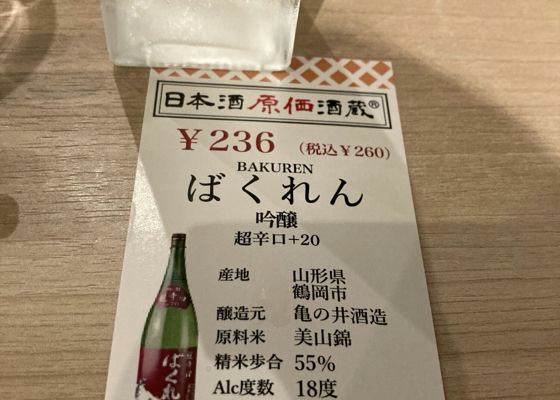 日本酒原価酒蔵®
￥236 (税込￥260)
BAKUREN
ばくれん
吟醸
超辛口+20
産地 山形県
鶴岡市
醸造元 亀の井酒造
原料米 美山錦
精米歩合 55%
Alc度数 18度
ばくれ